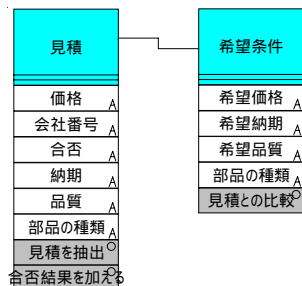 見積
価格 A
会社番号 A
合否 A
納期 A
品質 A
部品の種類 A
見積を抽出 O
合否結果を加える O
希望条件
希望価格 A
希望納期 A
希望品質 A
部品の種類 A
見積との比較 O